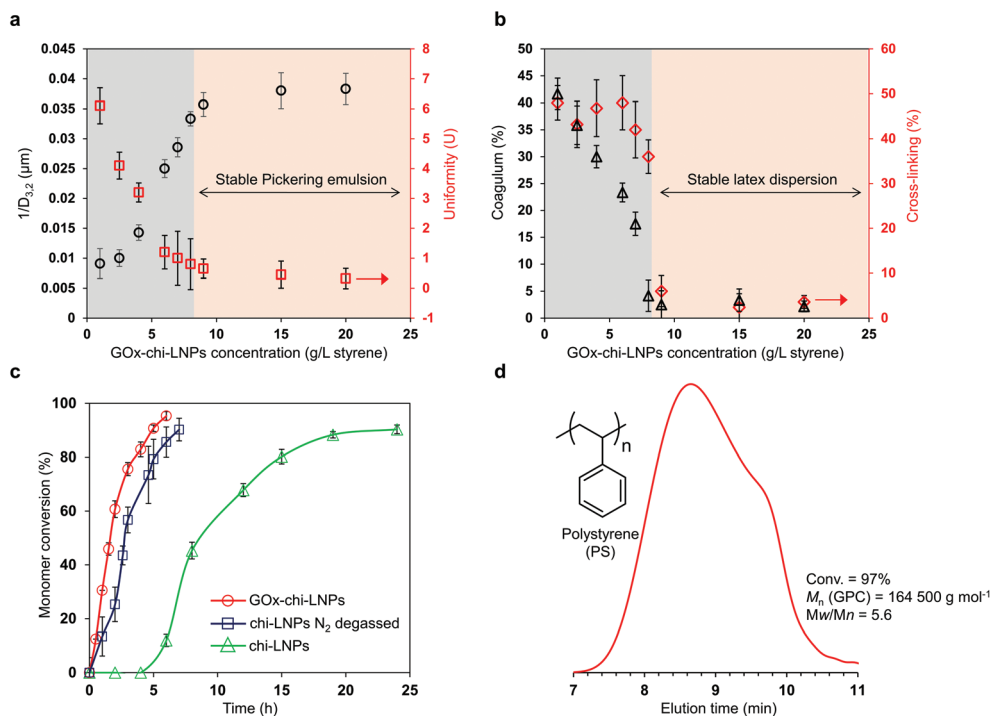 a
0.045
0.04
0.035
0.03
0.025
0.02
0.015
0.01
0.005
0
1/D3,2 (µm)
8
7
6
5
4
3
2
1
0
-1
Uniformity (U)
Stable Pickering emulsion
0 5 10 15 20 25
GOx-chi-LNPs concentration (g/L styrene)
b
50
45
40
35
30
25
20
15
10
5
0
Coagulum (%)
60
50
40
30
20
10
0
Cross-linking (%)
Stable latex dispersion
0 5 10 15 20 25
GOx-chi-LNPs concentration (g/L styrene)
c
100
80
60
40
20
0
Monomer conversion (%)
GOx-chi-LNPs
chi-LNPs N2 degassed
chi-LNPs
0 5 10 15 20 25
Time (h)
d
n
Polystyrene
(PS)
Conv. = 97%
Mn (GPC) = 164 500 g mol-1
Mw/Mn = 5.6
7 8 9 10 11
Elution time (min)